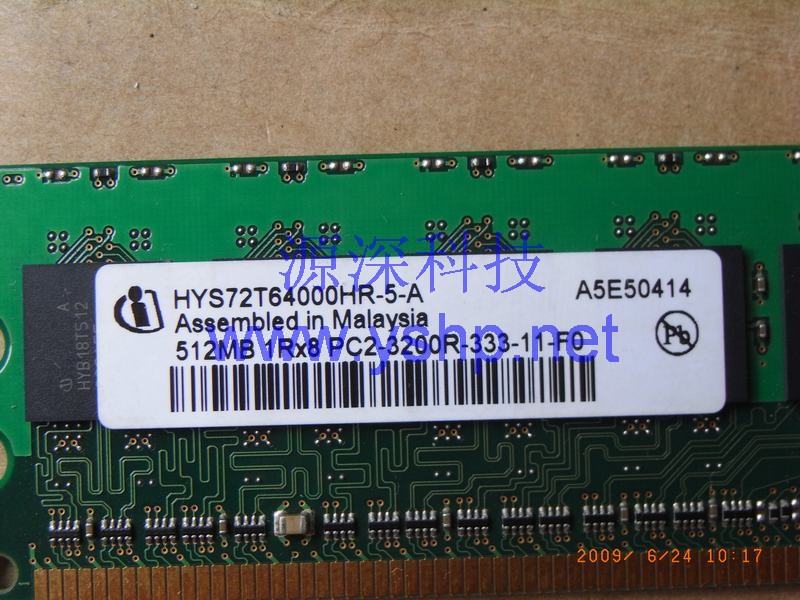 源深科技
HYS72T64000HR-5-A
A5E50414
Assembled in Malaysia
www.yshp.net
512MB 1Rx8 PC2-3200R-333-11-F0
Pb
HYB18T512
A
2009/ 6/24 10:17